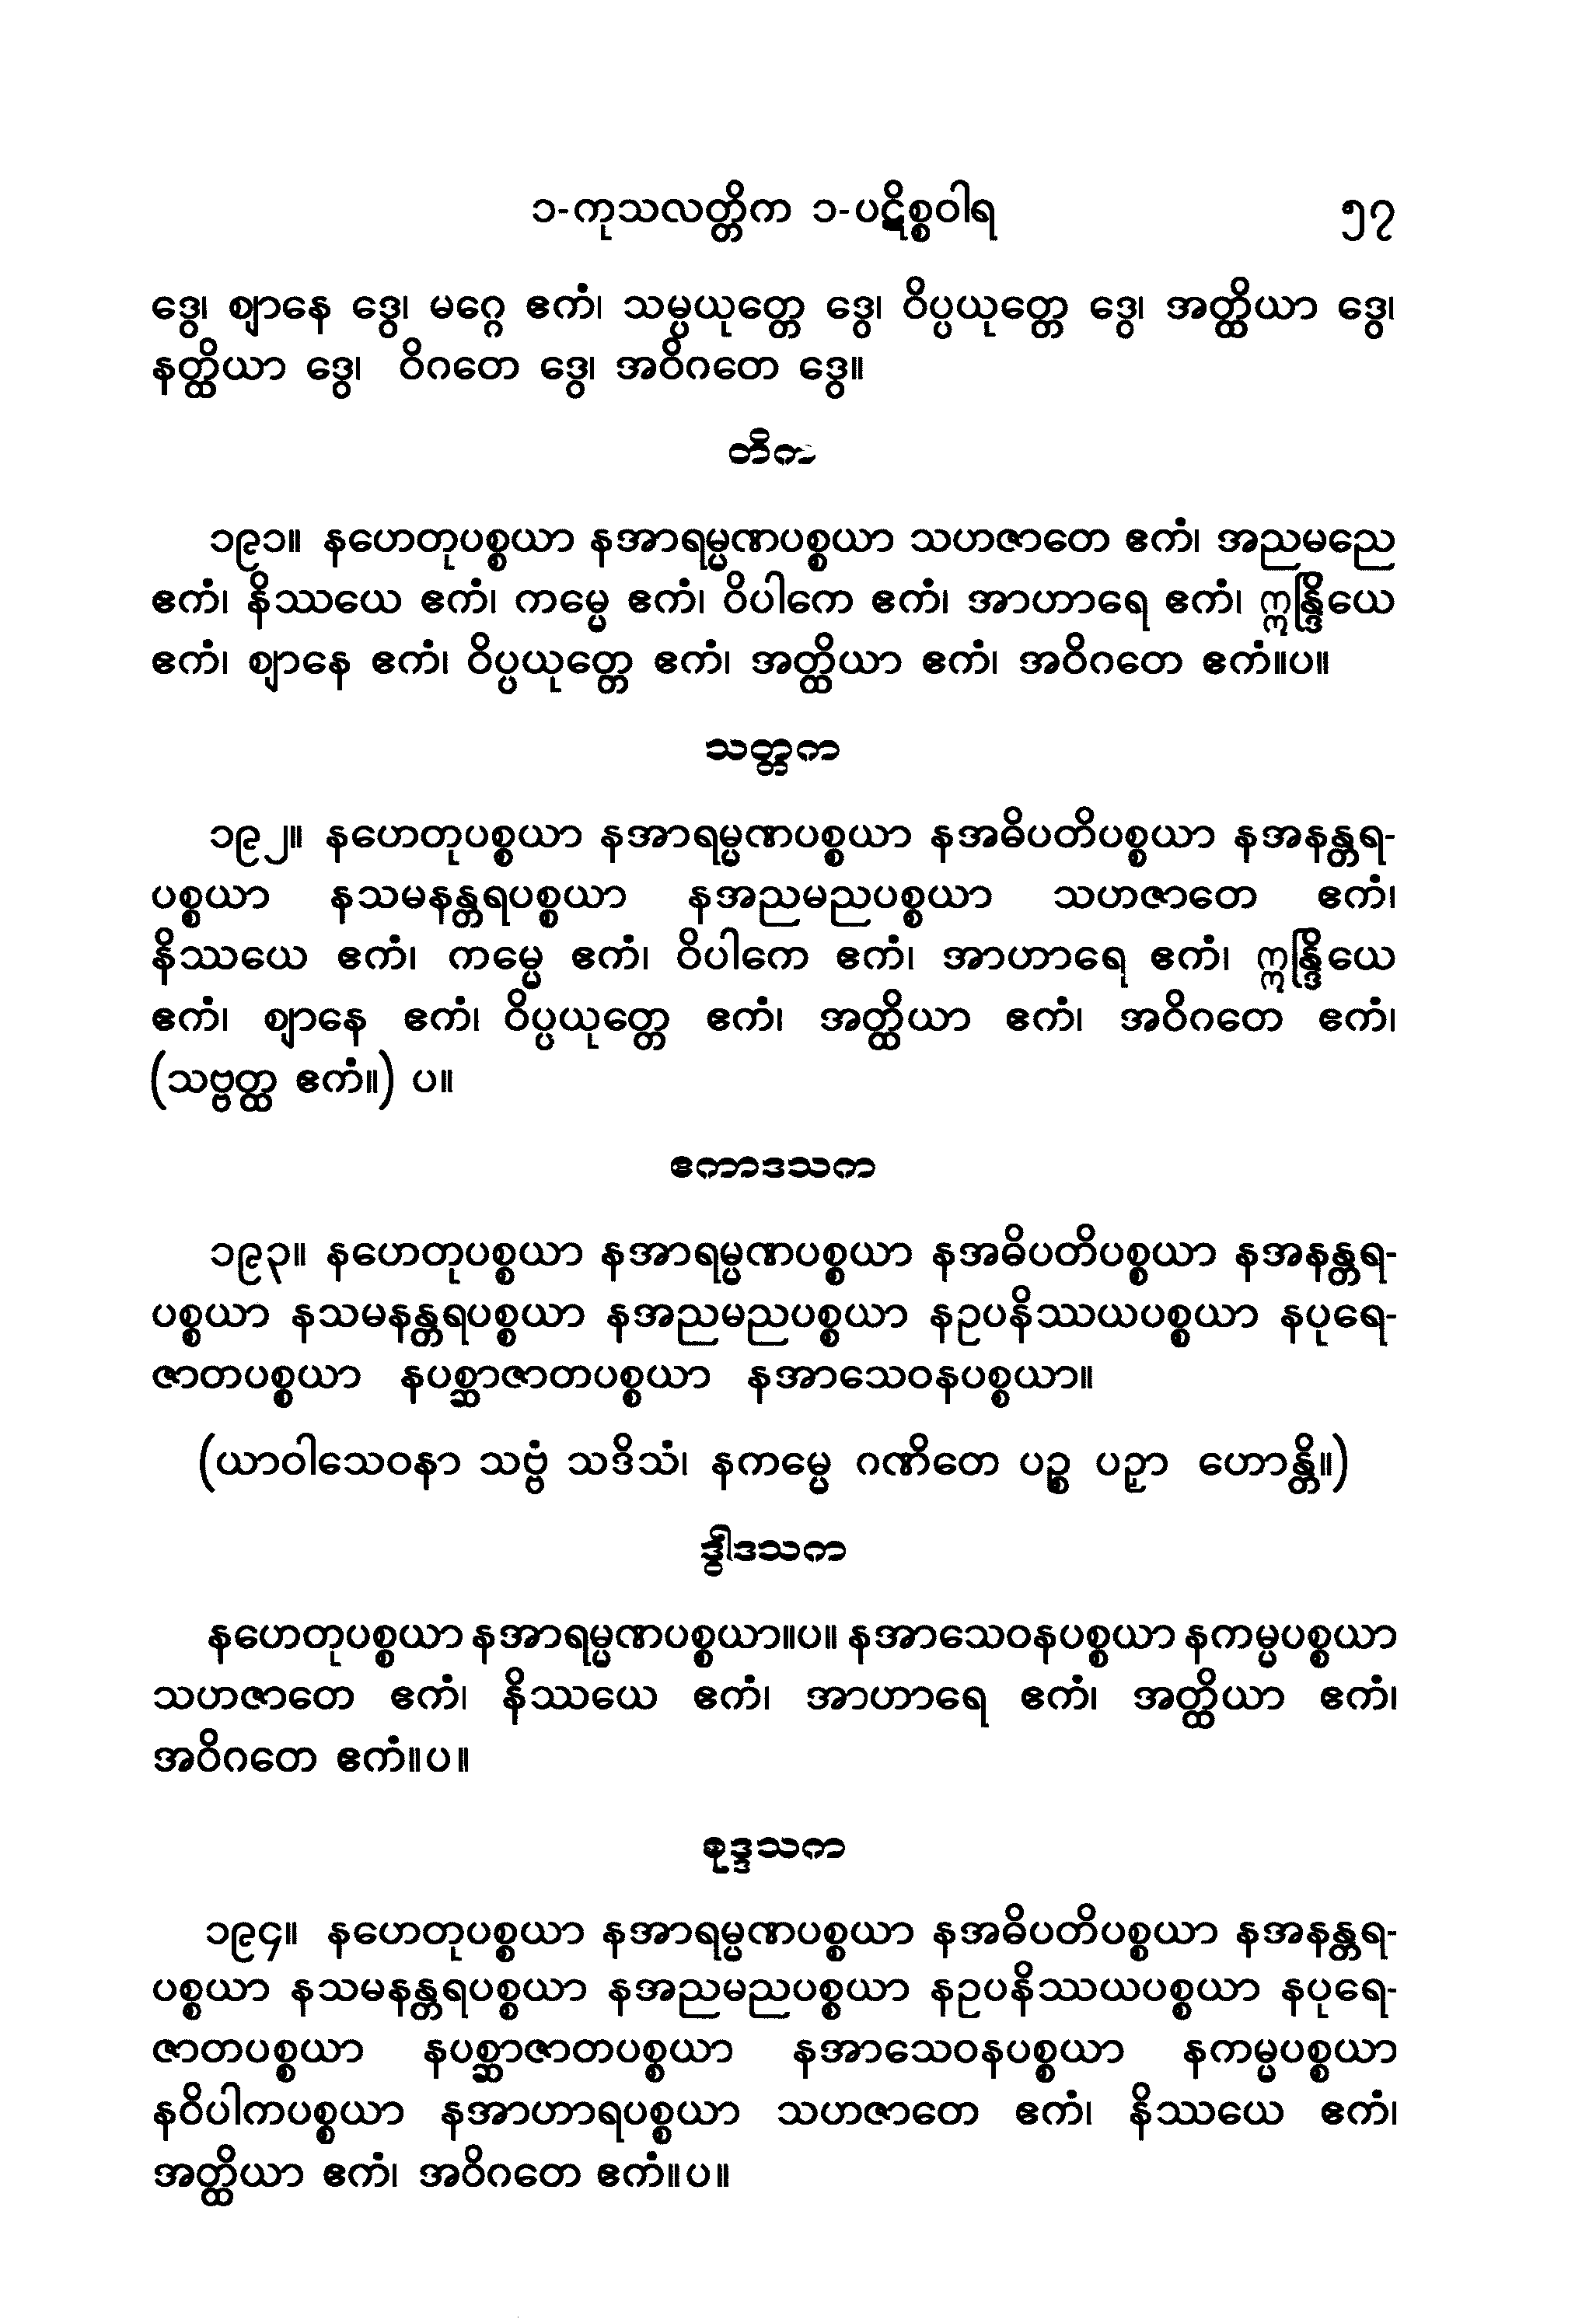 ၁-ကုသလတ္တိက ၁-ပဋိစ္စဝါရ ၅၇
ဒွေ၊ ဈာနေ ဒွေ၊ မဂ္ဂေ ဧကံ၊ သမ္ပယုတ္တေ ဒွေ၊ ဝိပ္ပယုတ္တေ ဒွေ၊ အတ္ထိယာ ဒွေ၊
နတ္ထိယာ ဒွေ၊ ဝိဂတေ ဒွေ၊ အဝိဂတေ ဒွေ။
တိက
၁၉၁။ နဟေတုပစ္စယာ နအာရမ္မဏပစ္စယာ သဟဇာတေ ဧကံ၊ အညမညေ
ဧကံ၊ နိဿယေ ဧကံ၊ ကမ္မေ ဧကံ၊ ဝိပါကေ ဧကံ၊ အာဟာရေ ဧကံ၊ ဣန္ဒြိယေ
ဧကံ၊ ဈာနေ ဧကံ၊ ဝိပ္ပယုတ္တေ ဧကံ၊ အတ္ထိယာ ဧကံ၊ အဝိဂတေ ဧကံ။ပ။
သတ္တက
၁၉၂။ နဟေတုပစ္စယာ နအာရမ္မဏပစ္စယာ နအဓိပတိပစ္စယာ နအနန္တရ-
ပစ္စယာ နသမနန္တရပစ္စယာ နအညမညပစ္စယာ သဟဇာတေ ဧကံ၊
နိဿယေ ဧကံ၊ ကမ္မေ ဧကံ၊ ဝိပါကေ ဧကံ၊ အာဟာရေ ဧကံ၊ ဣန္ဒြိယေ
ဧကံ၊ ဈာနေ ဧကံ၊ ဝိပ္ပယုတ္တေ ဧကံ၊ အတ္ထိယာ ဧကံ၊ အဝိဂတေ ဧကံ၊
(သဗ္ဗတ္ထ ဧကံ။) ပ။
ဧကာဒသက
၁၉၃။ နဟေတုပစ္စယာ နအာရမ္မဏပစ္စယာ နအဓိပတိပစ္စယာ နအနန္တရ-
ပစ္စယာ နသမနန္တရပစ္စယာ နအညမညပစ္စယာ နဥပနိဿယပစ္စယာ နပုရေ-
ဇာတပစ္စယာ နပစ္ဆာဇာတပစ္စယာ နအာသေဝနပစ္စယာ။
(ယာဝါသေဝနာ သဗ္ဗံ သဒိသံ၊ နကမ္မေ ဂဏိတေ ပဉ္စ ပဉှာ ဟောန္တိ။)
ဒွါဒသက
နဟေတုပစ္စယာ နအာရမ္မဏပစ္စယာ။ပ။ နအာသေဝနပစ္စယာ နကမ္မပစ္စယာ
သဟဇာတေ ဧကံ၊ နိဿယေ ဧကံ၊ အာဟာရေ ဧကံ၊ အတ္ထိယာ ဧကံ၊
အဝိဂတေ ဧကံ။ပ။
စုဒ္ဒသက
၁၉၄။ နဟေတုပစ္စယာ နအာရမ္မဏပစ္စယာ နအဓိပတိပစ္စယာ နအနန္တရ-
ပစ္စယာ နသမနန္တရပစ္စယာ နအညမညပစ္စယာ နဥပနိဿယပစ္စယာ နပုရေ-
ဇာတပစ္စယာ နပစ္ဆာဇာတပစ္စယာ နအာသေဝနပစ္စယာ နကမ္မပစ္စယာ
နဝိပါကပစ္စယာ နအာဟာရပစ္စယာ သဟဇာတေ ဧကံ၊ နိဿယေ ဧကံ၊
အတ္ထိယာ ဧကံ၊ အဝိဂတေ ဧကံ။ပ။